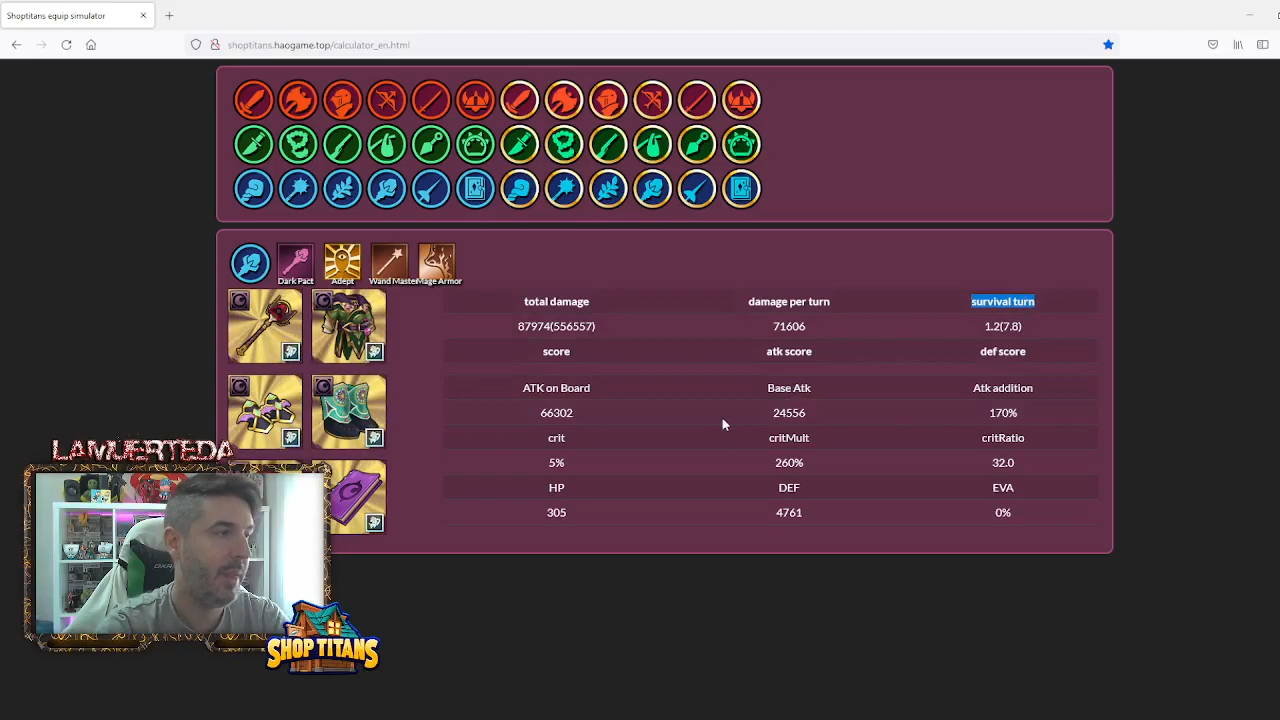 Shoptitans equip simulator
shoptitans.haogame.top/calculator_en.html
Dark Pact Adept Wand Master Mage Armor
total damage damage per turn survival turn
87974(556557) 71606 1.2(7.8)
score atk score def score
ATK on Board Base Atk Atk addition
66302 24556 170%
crit critMult critRatio
5% 260% 32.0
HP DEF EVA
305 4761 0%
LAMUERTEDA
SHOP TITANS